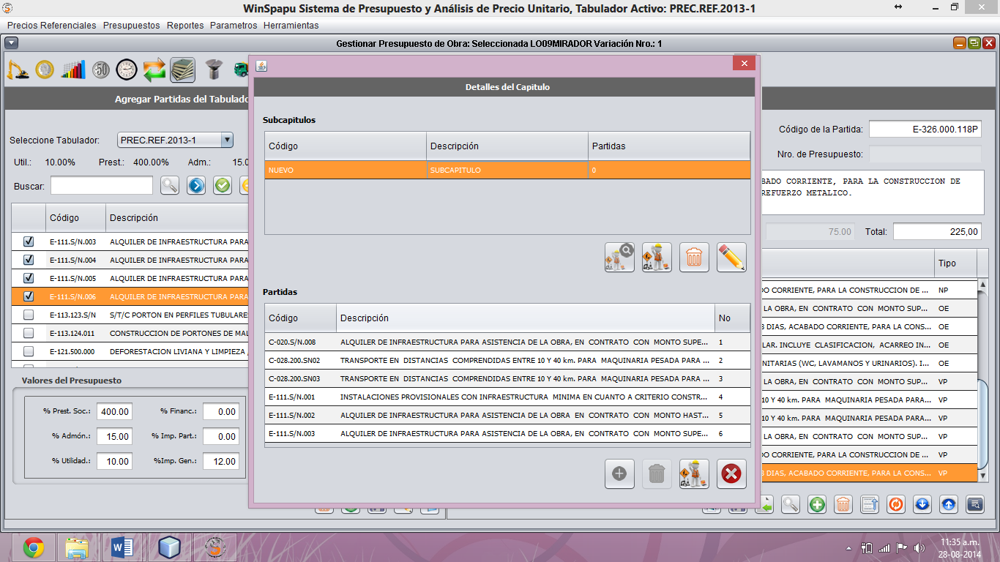 WinSpapu Sistema de Presupuesto y Análisis de Precio Unitario, Tabulador Activo: PREC.REF.2013-1
Precios Referenciales Presupuestos Reportes Parametros Herramientas
Gestionar Presupuesto de Obra: Seleccionada LO09MIRADOR Variación Nro.: 1
50
Agregar Partidas del Tabulado
Seleccione Tabulador: PREC.REF.2013-1
Util.: 10.00% Prest.: 400.00% Adm.: 15.0
Buscar:
Código Descripción
E-111.S/N.003 ALQUILER DE INFRAESTRUCTURA PARA
E-111.S/N.004 ALQUILER DE INFRAESTRUCTURA PARA
E-111.S/N.005 ALQUILER DE INFRAESTRUCTURA PARA
E-111.S/N.006 ALQUILER DE INFRAESTRUCTURA PARA
E-113.123.S/N S/T/C PORTON EN PERFILES TUBULARE
E-113.124.011 CONSTRUCCION DE PORTONES DE MAL
E-121.500.000 DEFORESTACION LIVIANA Y LIMPIEZA
Valores del Presupuesto
% Prest. Soc.: 400.00 % Financ.: 0.00
% Admón.: 15.00 % Imp. Part.: 0.00
% Utilidad.: 10.00 %Imp. Gen.: 12.00
Detalles del Capitulo
Subcapitulos
Código Descripción Partidas
NUEVO SUBCAPITULO 0
Partidas
Código Descripción No
C-020.S/N.008 ALQUILER DE INFRAESTRUCTURA PARA ASISTENCIA DE LA OBRA, EN CONTRATO CON MONTO SUPE... 1
C-028.200.SN02 TRANSPORTE EN DISTANCIAS COMPRENDIDAS ENTRE 10 Y 40 km. PARA MAQUINARIA PESADA PARA ... 2
C-028.200.SN03 TRANSPORTE EN DISTANCIAS COMPRENDIDAS ENTRE 10 Y 40 km. PARA MAQUINARIA PESADA PARA ... 3
E-111.S/N.001 INSTALACIONES PROVISIONALES CON INFRAESTRUCTURA MINIMA EN CUANTO A CRITERIO CONSTR... 4
E-111.S/N.002 ALQUILER DE INFRAESTRUCTURA PARA ASISTENCIA DE LA OBRA EN CONTRATO CON MONTO HAST... 5
E-111.S/N.003 ALQUILER DE INFRAESTRUCTURA PARA ASISTENCIA DE LA OBRA, EN CONTRATO CON MONTO SUPE... 6
Código de la Partida: E-326.000.118P
Nro. de Presupuesto:
BADO CORRIENTE, PARA LA CONSTRUCCION DE
REFUERZO METALICO.
75.00 Total: 225,00
Tipo
DO CORRIENTE, PARA LA CONSTRUCCION DE ... NP
LA OBRA, EN CONTRATO CON MONTO SUP... OE
8 DIAS, ACABADO CORRIENTE, PARA LA CONS... OE
LAR. INCLUYE CLASIFICACION, ACARREO IN... OE
NITARIAS (WC, LAVAMANOS Y URINARIOS). I... OE
LA OBRA, EN CONTRATO CON MONTO SUP... VP
10 Y 40 km. PARA MAQUINARIA PESADA PARA... VP
10 Y 40 km. PARA MAQUINARIA PESADA PARA... VP
LA OBRA, EN CONTRATO CON MONTO SUP... VP
DO CORRIENTE, PARA LA CONSTRUCCION DE ... VP
8 DIAS, ACABADO CORRIENTE, PARA LA CONS... VP
11:35 a.m.
28-08-2014